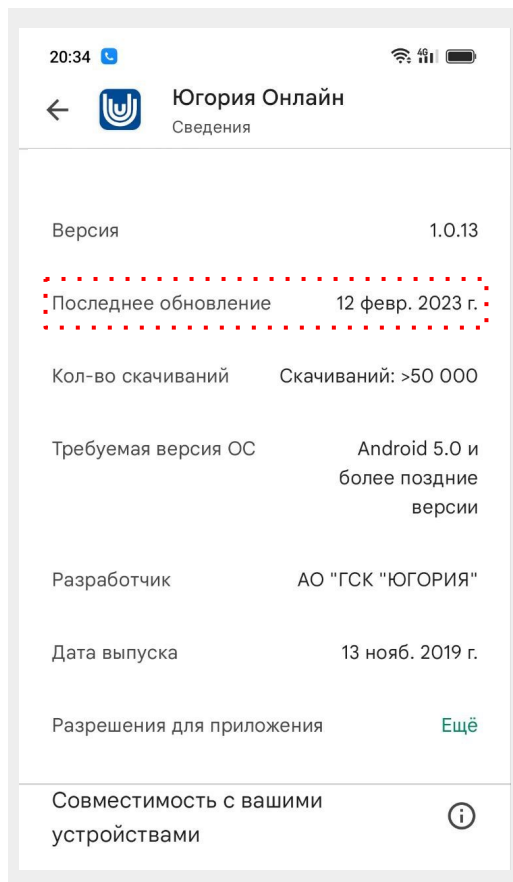 20:34
4G
Югория Онлайн
Сведения
Версия 1.0.13
Последнее обновление 12 февр. 2023 г.
Кол-во скачиваний Скачиваний: >50 000
Требуемая версия ОС Android 5.0 и
более поздние
версии
Разработчик АО "ГСК "ЮГОРИЯ"
Дата выпуска 13 нояб. 2019 г.
Разрешения для приложения Ещё
Совместимость с вашими
устройствами